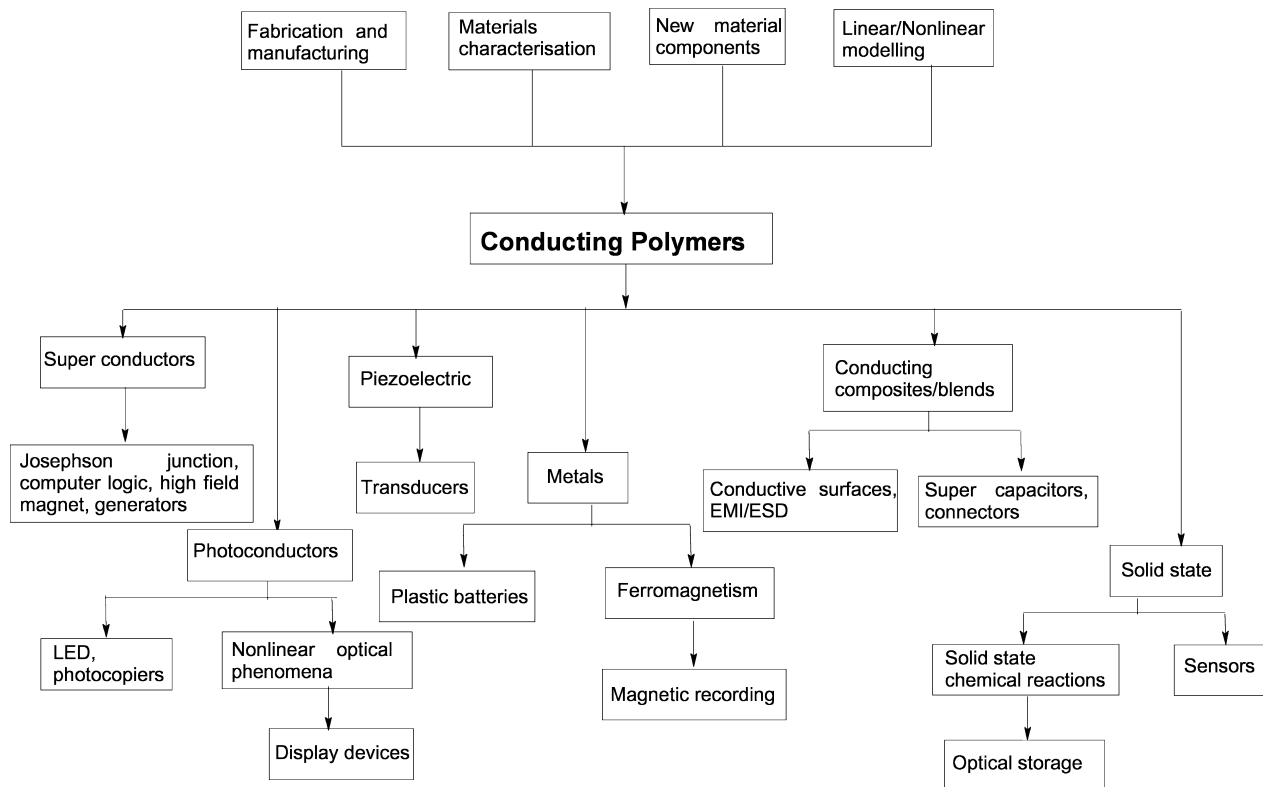 Fabrication and
manufacturing
Materials
characterisation
New material
components
Linear/Nonlinear
modelling
Conducting Polymers
Super conductors
Piezoelectric
Conducting
composites/blends
Josephson junction,
computer logic, high field
magnet, generators
Transducers
Metals
Conductive surfaces,
EMI/ESD
Super capacitors,
connectors
Photoconductors
Solid state
Plastic batteries
Ferromagnetism
LED,
photocopiers
Nonlinear optical
phenomena
Solid state
chemical reactions
Sensors
Magnetic recording
Display devices
Optical storage